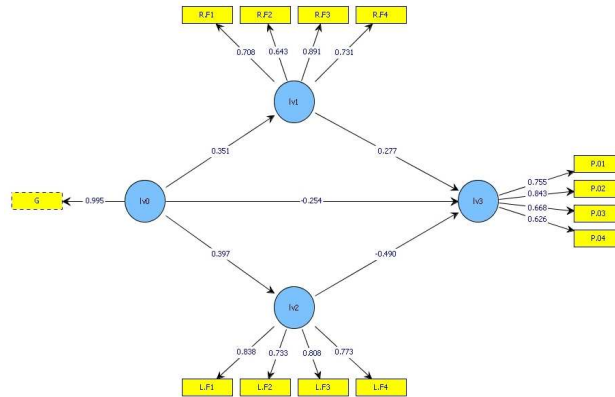 R.F1 R.F2 R.F3 R.F4
0.708 0.643 0.891 0.731
lv1
0.351 0.277
P.01
0.755
P.02
0.843
G 0.995 lv0 -0.254 lv3
0.668 P.03
0.626
P.04
0.397 -0.490
lv2
0.838 0.733 0.808 0.773
L.F1 L.F2 L.F3 L.F4